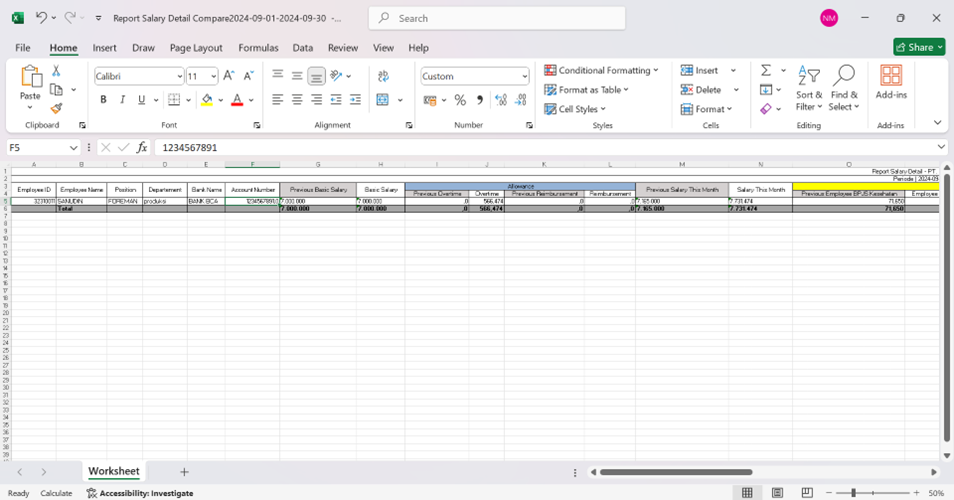 Report Salary Detail Compare2024-09-01-2024-09-30 -...
Search
NM
File Home Insert Draw Page Layout Formulas Data Review View Help
Share
Paste
Calibri
11
B I U
Custom
Conditional Formatting
Format as Table
Cell Styles
Insert
Delete
Format
Sort & Filter
Find & Select
Add-ins
Clipboard Font Alignment Number Styles Cells Editing Add-ins
F5
fx
1234567891
A B C D E F G H I J K L M N O
Report Salary Detail - PT.
Periode | 2024-09
Employee ID Employee Name Position Departement Bank Name Account Number Previous Basic Salary Basic Salary Allowance Previous Salary This Month Salary This Month
Previous Overtime Overtime Previous Reimbursement Reimbursement Previous Employee BPJS Kesehatan Employee
SANUDIN FOREMAN produksi BANK BCA 7.000.000 7.000.000 ,0 566,474 ,0 ,0 7.165.000 7.731.474 71,650
Total 7.000.000 7.000.000 ,0 566,474 ,0 ,0 7.165.000 7.731.474 71,650
Worksheet
Ready Calculate Accessibility: Investigate
50%